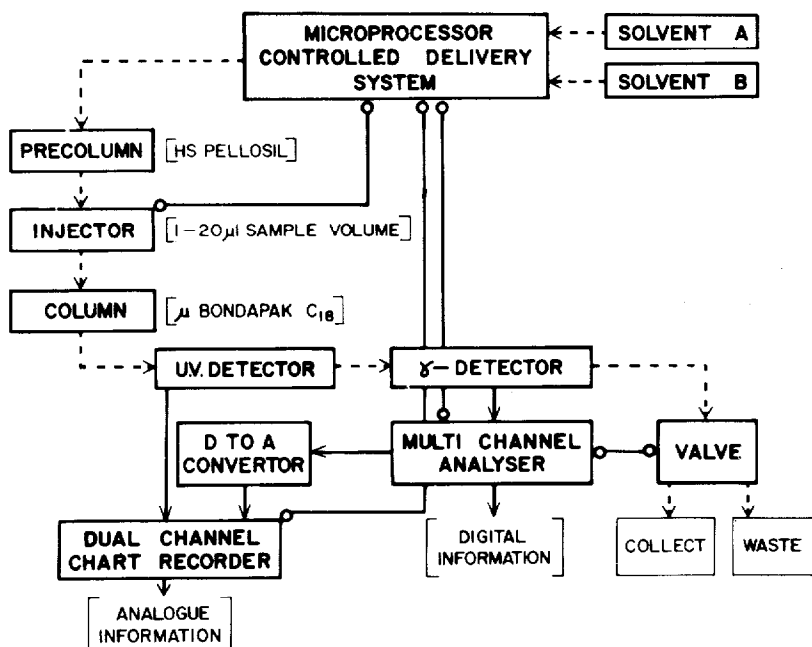 MICROPROCESSOR
CONTROLLED DELIVERY
SYSTEM
SOLVENT A
SOLVENT B
PRECOLUMN [HS PELLOSIL]
INJECTOR [1-20μl SAMPLE VOLUME]
COLUMN [μ BONDAPAK C18]
U.V. DETECTOR
γ- DETECTOR
D TO A
CONVERTOR
MULTI CHANNEL
ANALYSER
VALVE
DUAL CHANNEL
CHART RECORDER
[DIGITAL
INFORMATION]
COLLECT
WASTE
[ANALOGUE
INFORMATION]